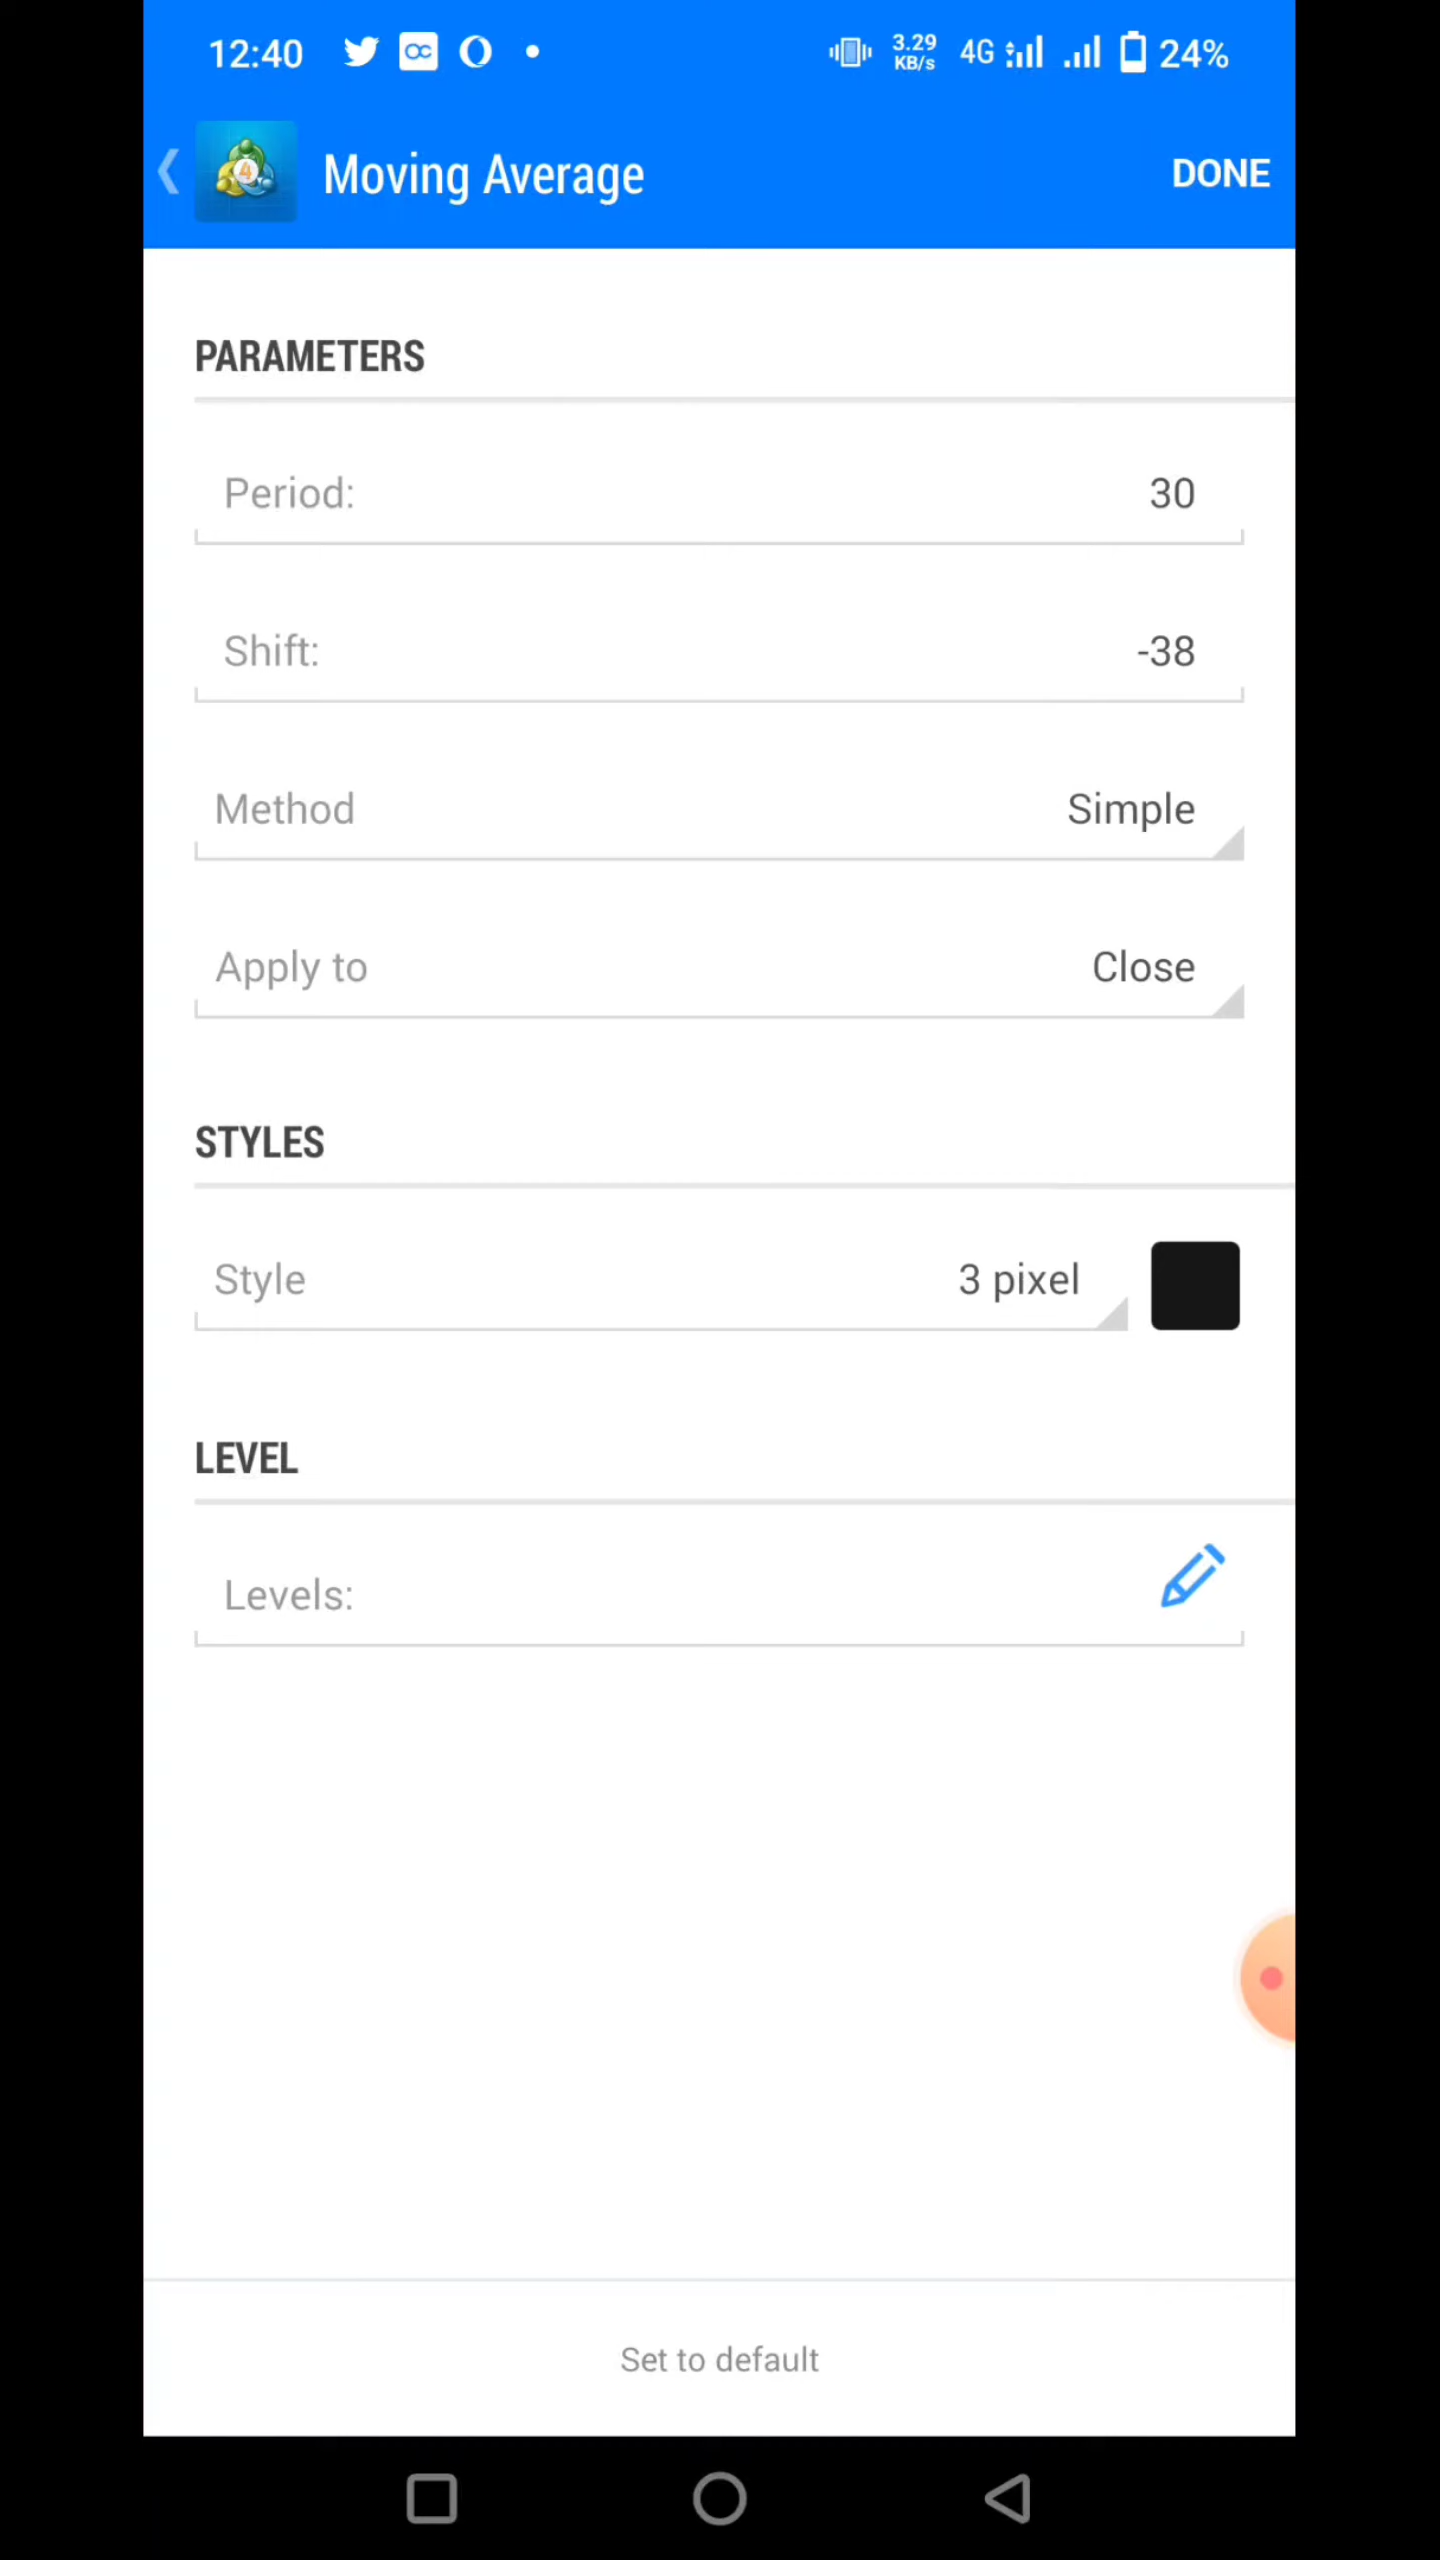 12:40 3.29 KB/s 4G 24%
4 Moving Average DONE
PARAMETERS
Period: 30
Shift: -38
Method Simple
Apply to Close
STYLES
Style 3 pixel
LEVEL
Levels:
Set to default